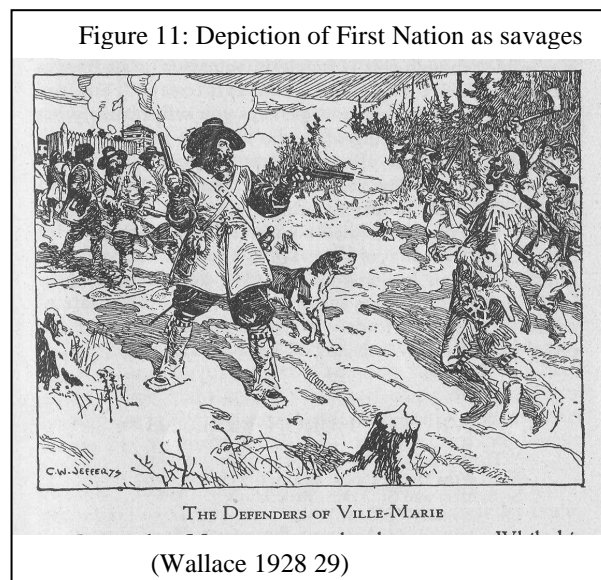 Figure 11: Depiction of First Nation as savages
C.W. JEFFERYS
THE DEFENDERS OF VILLE-MARIE
(Wallace 1928 29)